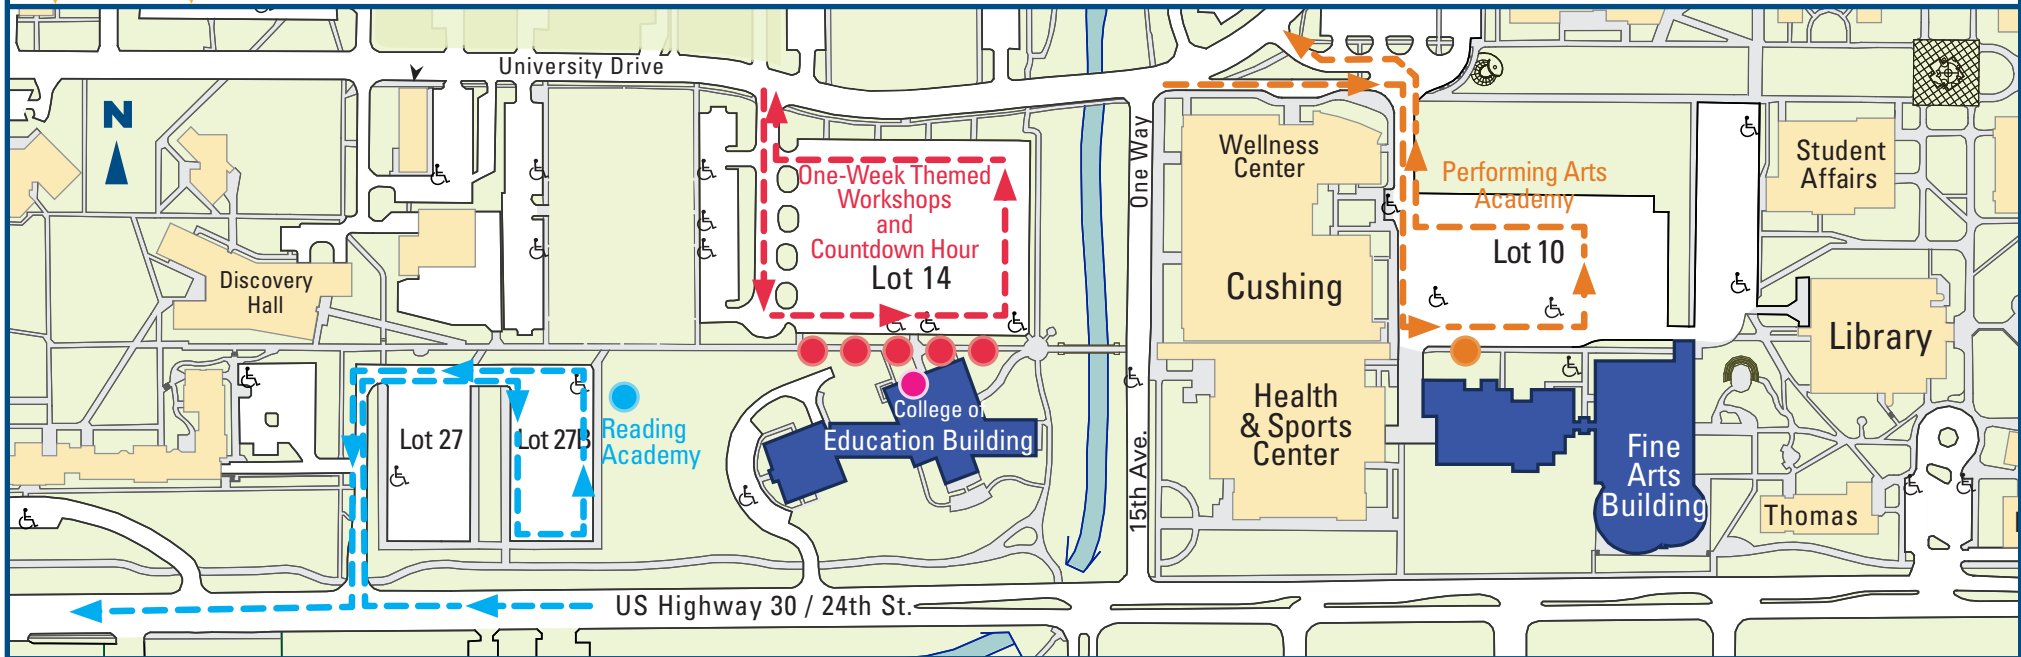 University Drive
N
One Way
Wellness
Center
Performing Arts
Academy
Student
Affairs
One-Week Themed
Workshops
and
Countdown Hour
Lot 14
Lot 10
Discovery
Hall
Cushing
Library
College of
Education Building
Health
& Sports
Center
Lot 27
Lot 27B
Reading
Academy
Fine
Arts
Building
15th Ave.
Thomas
US Highway 30 / 24th St.